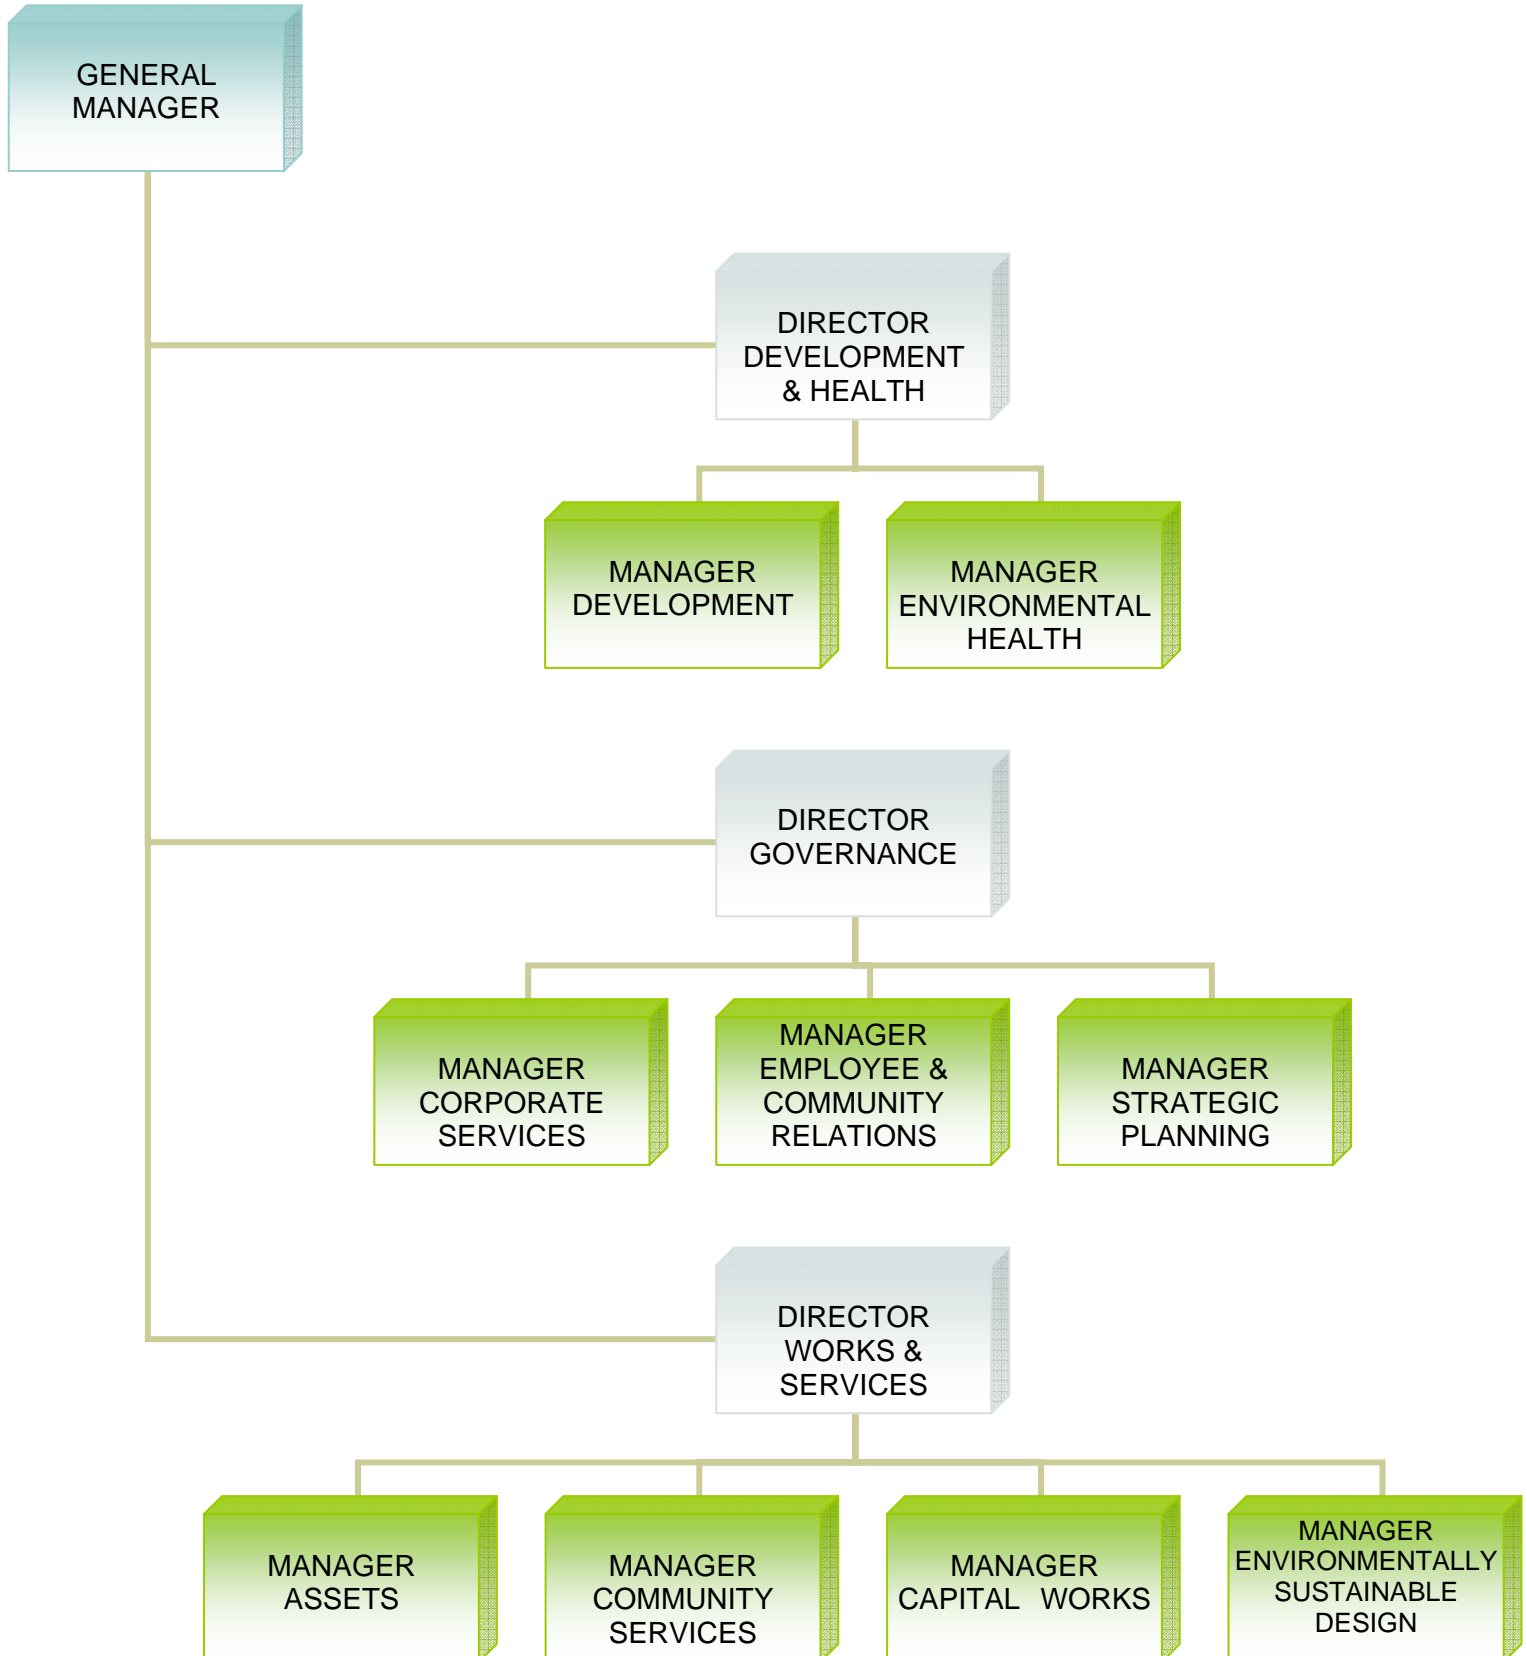 GENERAL
MANAGER
DIRECTOR
DEVELOPMENT
& HEALTH
MANAGER
DEVELOPMENT
MANAGER
ENVIRONMENTAL
HEALTH
DIRECTOR
GOVERNANCE
MANAGER
CORPORATE
SERVICES
MANAGER
EMPLOYEE &
COMMUNITY
RELATIONS
MANAGER
STRATEGIC
PLANNING
DIRECTOR
WORKS &
SERVICES
MANAGER
ASSETS
MANAGER
COMMUNITY
SERVICES
MANAGER
CAPITAL WORKS
MANAGER
ENVIRONMENTALLY
SUSTAINABLE
DESIGN